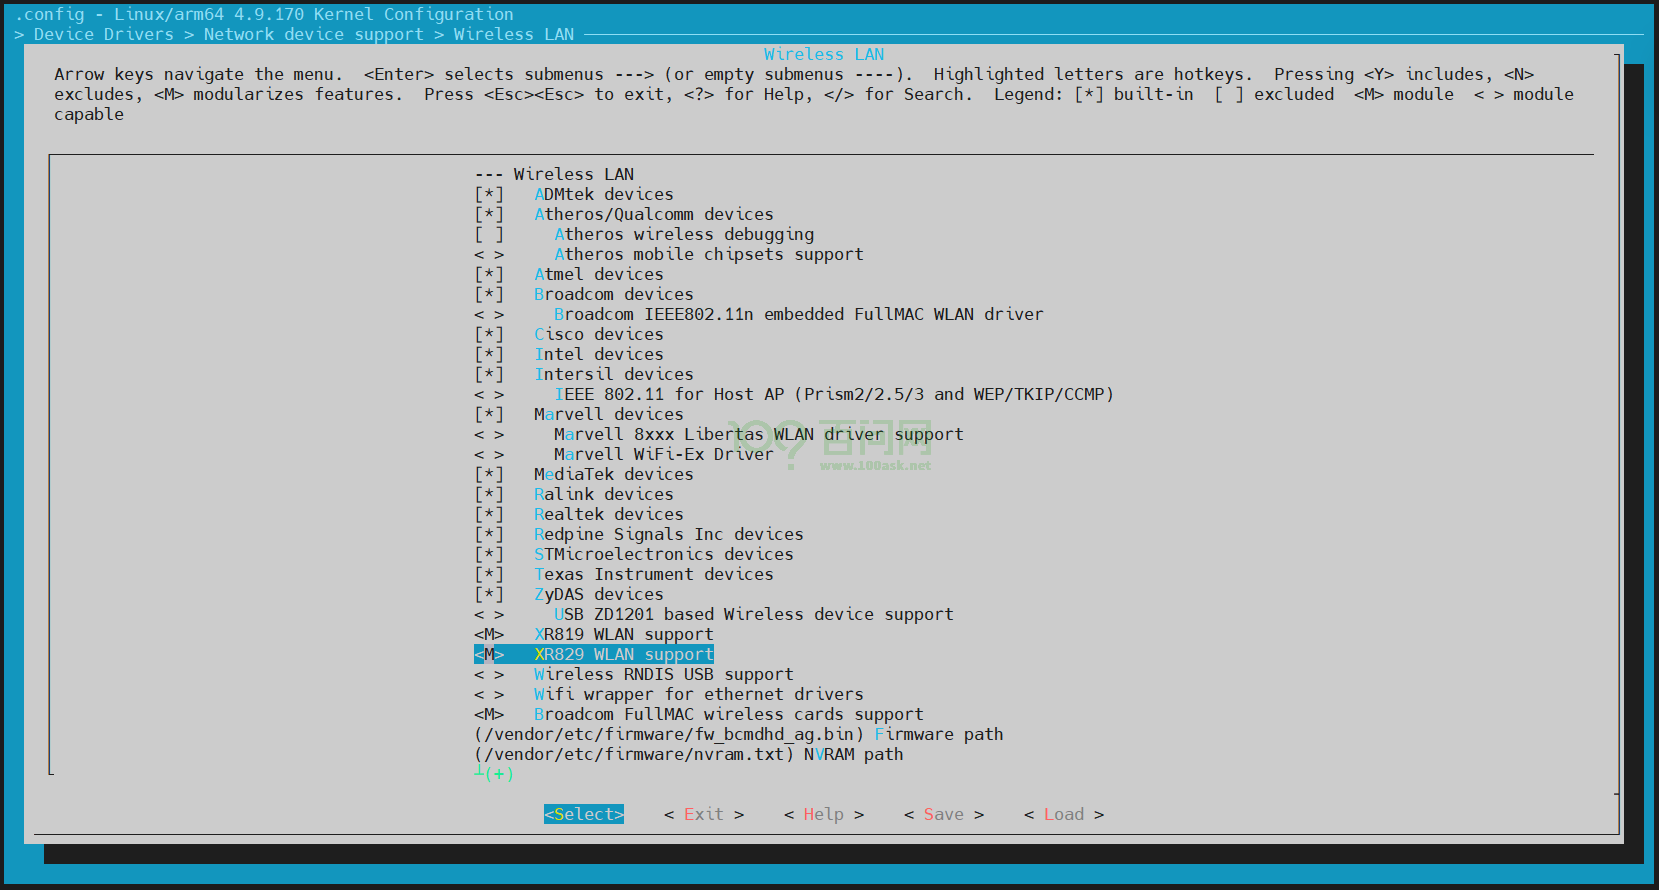 .config - Linux/arm64 4.9.170 Kernel Configuration
> Device Drivers > Network device support > Wireless LAN
Wireless LAN
Arrow keys navigate the menu.  <Enter> selects submenus ---> (or empty submenus ----).  Highlighted letters are hotkeys.  Pressing <Y> includes, <N>
excludes, <M> modularizes features.  Press <Esc><Esc> to exit, <?> for Help, </> for Search.  Legend: [*] built-in  [ ] excluded  <M> module  < > module
capable
--- Wireless LAN
[*]   ADMtek devices
[*]   Atheros/Qualcomm devices
[ ]     Atheros wireless debugging
< >     Atheros mobile chipsets support
[*]   Atmel devices
[*]   Broadcom devices
< >     Broadcom IEEE802.11n embedded FullMAC WLAN driver
[*]   Cisco devices
[*]   Intel devices
[*]   Intersil devices
< >     IEEE 802.11 for Host AP (Prism2/2.5/3 and WEP/TKIP/CCMP)
[*]   Marvell devices
< >     Marvell 8xxx Libertas WLAN driver support
< >     Marvell WiFi-Ex Driver
[*]   MediaTek devices
[*]   Ralink devices
[*]   Realtek devices
[*]   Redpine Signals Inc devices
[*]   STMicroelectronics devices
[*]   Texas Instrument devices
[*]   ZyDAS devices
< >     USB ZD1201 based Wireless device support
<M>   XR819 WLAN support
<M>   XR829 WLAN support
< >   Wireless RNDIS USB support
< >   Wifi wrapper for ethernet drivers
<M>   Broadcom FullMAC wireless cards support
(/vendor/etc/firmware/fw_bcmdhd_ag.bin) Firmware path
(/vendor/etc/firmware/nvram.txt) NVRAM path
┴(+)
<Select>    < Exit >    < Help >    < Save >    < Load >
100? 百问网
www.100ask.net